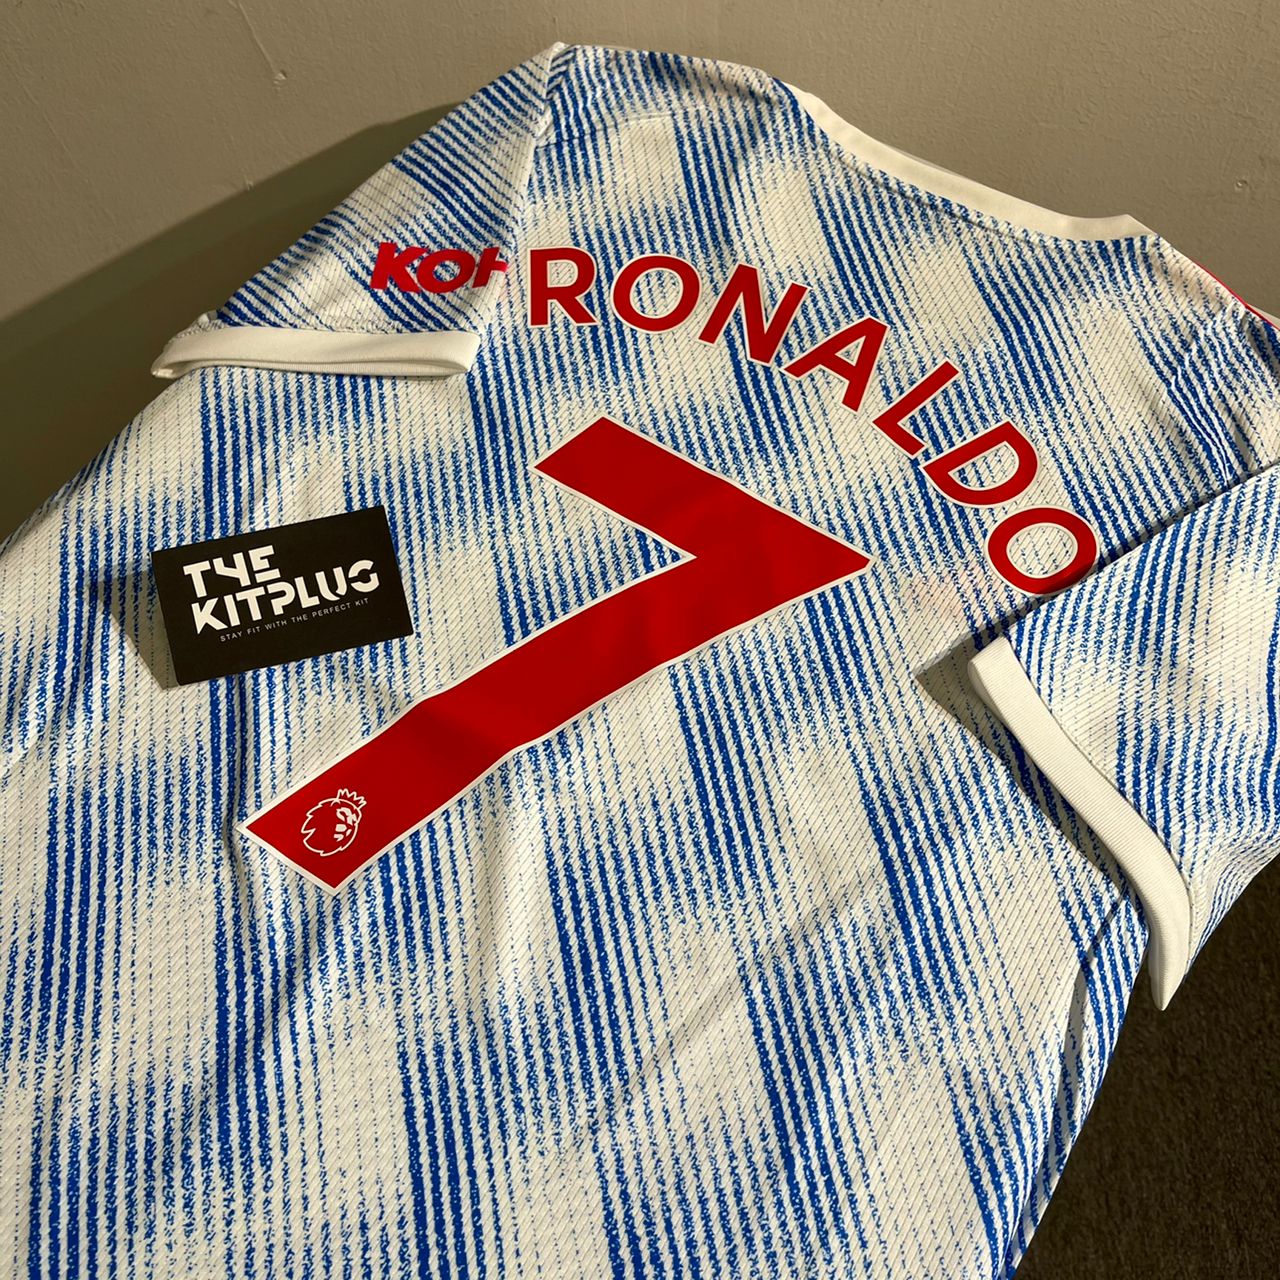 KOH
RONALDO
7
THE
KITPLUG
STAY FIT WITH THE PERFECT KIT